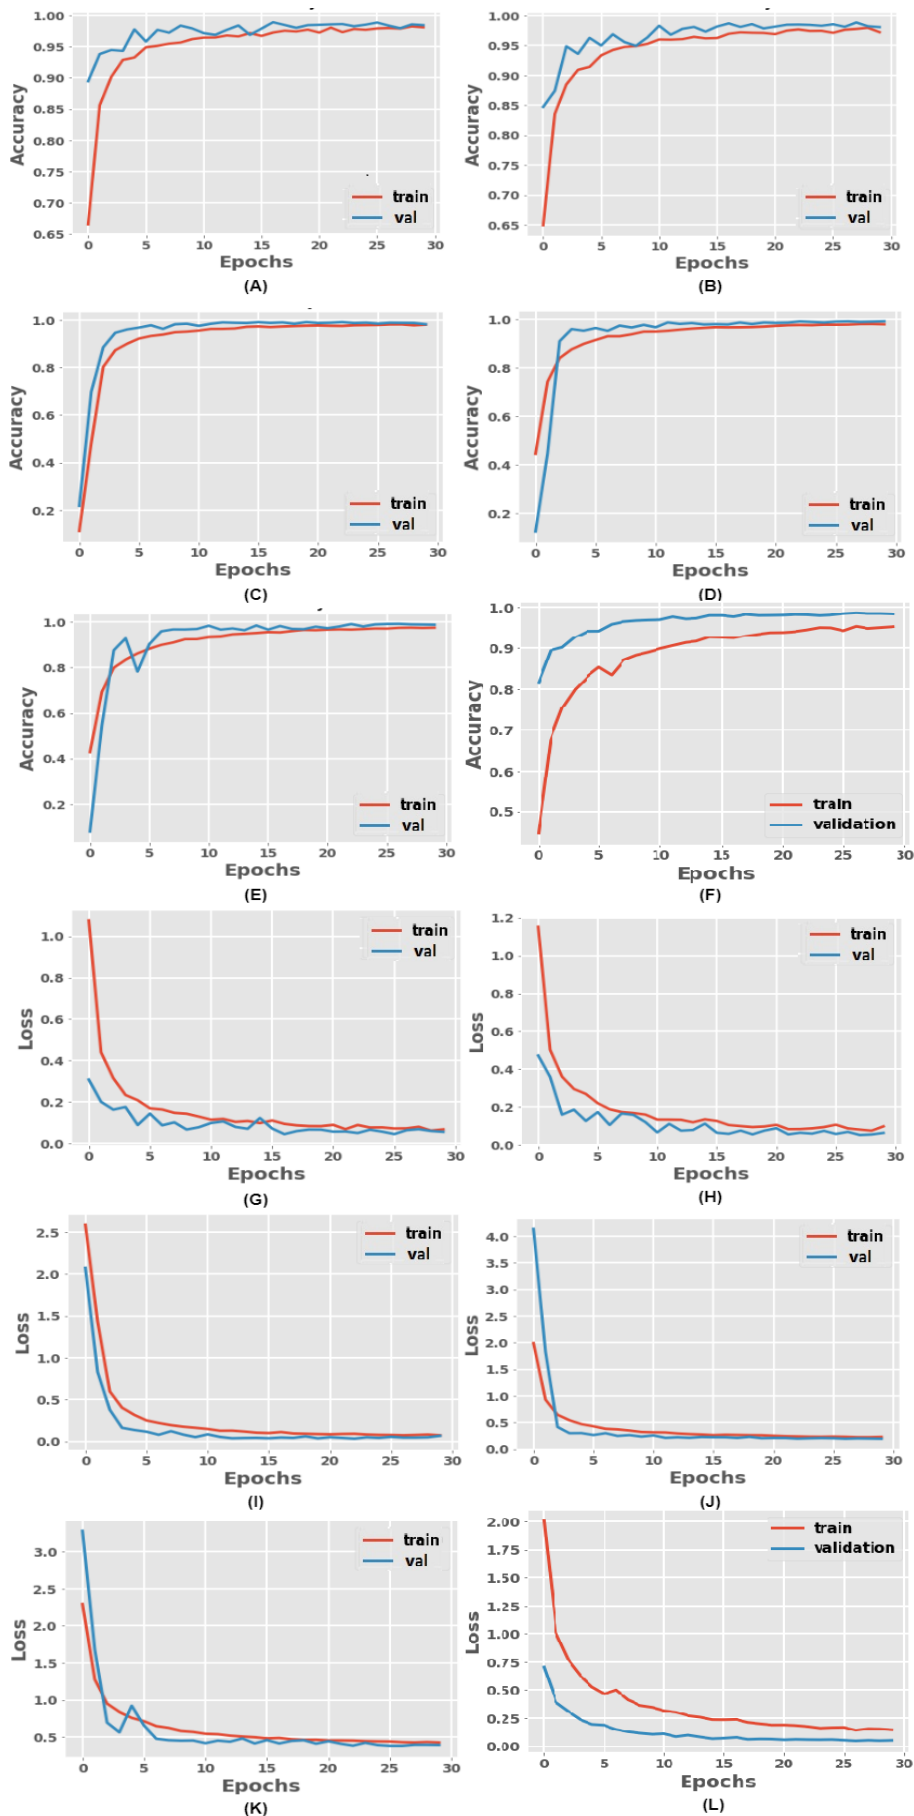 1.00
0.95
0.90
0.85
0.80
0.75
0.70
0.65
Accuracy
train
val
0 5 10 15 20 25 30
Epochs
(A)
1.00
0.95
0.90
0.85
0.80
0.75
0.70
0.65
Accuracy
train
val
0 5 10 15 20 25 30
Epochs
(B)
1.0
0.8
0.6
0.4
0.2
Accuracy
train
val
0 5 10 15 20 25 30
Epochs
(C)
1.0
0.8
0.6
0.4
0.2
Accuracy
train
val
0 5 10 15 20 25 30
Epochs
(D)
1.0
0.8
0.6
0.4
0.2
Accuracy
train
val
0 5 10 15 20 25 30
Epochs
(E)
1.0
0.9
0.8
0.7
0.6
0.5
Accuracy
train
validation
0 5 10 15 20 25 30
Epochs
(F)
1.0
0.8
0.6
0.4
0.2
0.0
Loss
train
val
0 5 10 15 20 25 30
Epochs
(G)
1.2
1.0
0.8
0.6
0.4
0.2
0.0
Loss
train
val
0 5 10 15 20 25 30
Epochs
(H)
2.5
2.0
1.5
1.0
0.5
0.0
Loss
train
val
0 5 10 15 20 25 30
Epochs
(I)
4.0
3.5
3.0
2.5
2.0
1.5
1.0
0.5
0.0
Loss
train
val
0 5 10 15 20 25 30
Epochs
(J)
3.0
2.5
2.0
1.5
1.0
0.5
Loss
train
val
0 5 10 15 20 25 30
Epochs
(K)
2.00
1.75
1.50
1.25
1.00
0.75
0.50
0.25
0.00
Loss
train
validation
0 5 10 15 20 25 30
Epochs
(L)